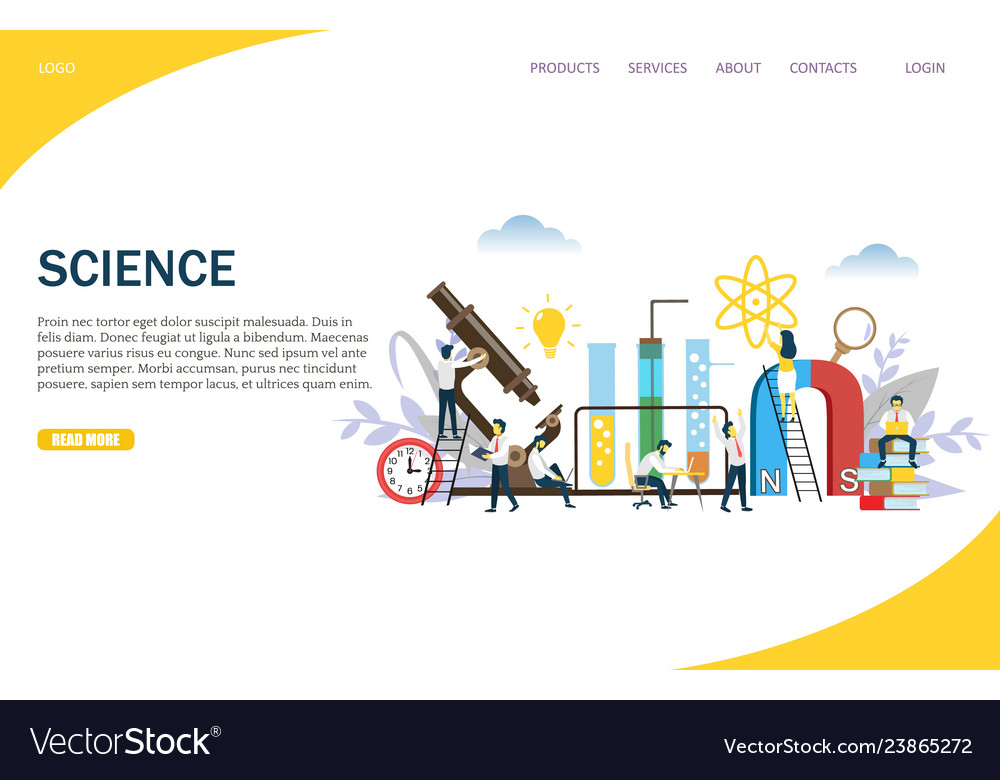 LOGO
PRODUCTS SERVICES ABOUT CONTACTS LOGIN
SCIENCE
Proin nec tortor eget dolor suscipit malesuada. Duis in
felis diam. Donec feugiat ut ligula a bibendum. Maecenas
posuere varius risus eu congue. Nunc sed ipsum vel ante
pretium semper. Morbi accumsan, purus nec tincidunt
posuere, sapien sem tempor lacus, et ultrices quam enim.
READ MORE
12
11 1
10 2
9 3
8 4
7 5
6
N
S
VectorStock®
VectorStock.com/23865272